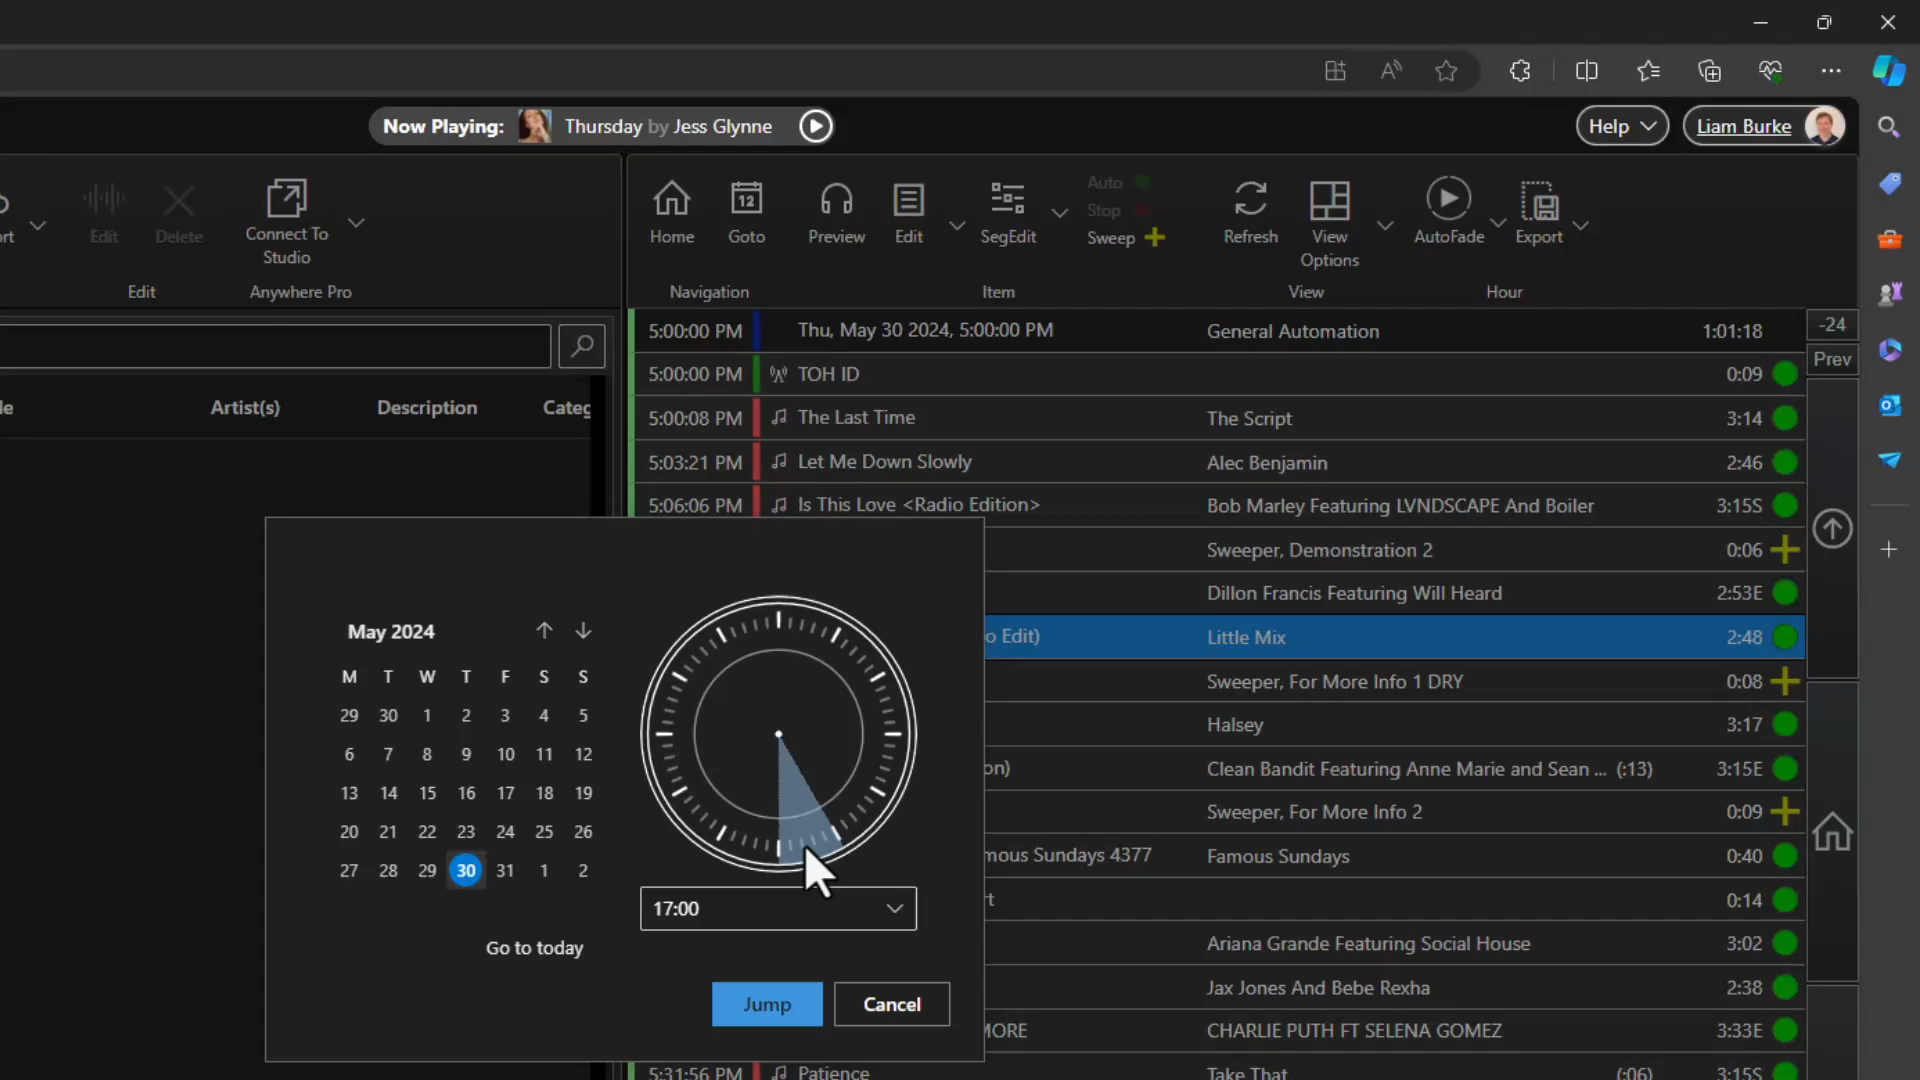 Now Playing: Thursday by Jess Glynne
Help
Liam Burke
rt
Edit
Delete
Connect To
Studio
Edit
Anywhere Pro
Home
12
Goto
Preview
Edit
SegEdit
Auto
Stop
Sweep
Refresh
View
Options
AutoFade
Export
Navigation
Item
View
Hour
5:00:00 PM Thu, May 30 2024, 5:00:00 PM General Automation 1:01:18
-24
Prev
5:00:00 PM TOH ID 0:09
le Artist(s) Description Categ
5:00:08 PM The Last Time The Script 3:14
5:03:21 PM Let Me Down Slowly Alec Benjamin 2:46
5:06:06 PM Is This Love <Radio Edition> Bob Marley Featuring LVNDSCAPE And Boiler 3:15S
Sweeper, Demonstration 2 0:06
Dillon Francis Featuring Will Heard 2:53E
o Edit) Little Mix 2:48
Sweeper, For More Info 1 DRY 0:08
Halsey 3:17
on) Clean Bandit Featuring Anne Marie and Sean ... (:13) 3:15E
Sweeper, For More Info 2 0:09
mous Sundays 4377 Famous Sundays 0:40
rt 0:14
Ariana Grande Featuring Social House 3:02
Jax Jones And Bebe Rexha 2:38
MORE CHARLIE PUTH FT SELENA GOMEZ 3:33E
5:31:56 PM Patience Take That (:06) 3:15S
May 2024
M T W T F S S
29 30 1 2 3 4 5
6 7 8 9 10 11 12
13 14 15 16 17 18 19
20 21 22 23 24 25 26
27 28 29 30 31 1 2
17:00
Go to today
Jump
Cancel